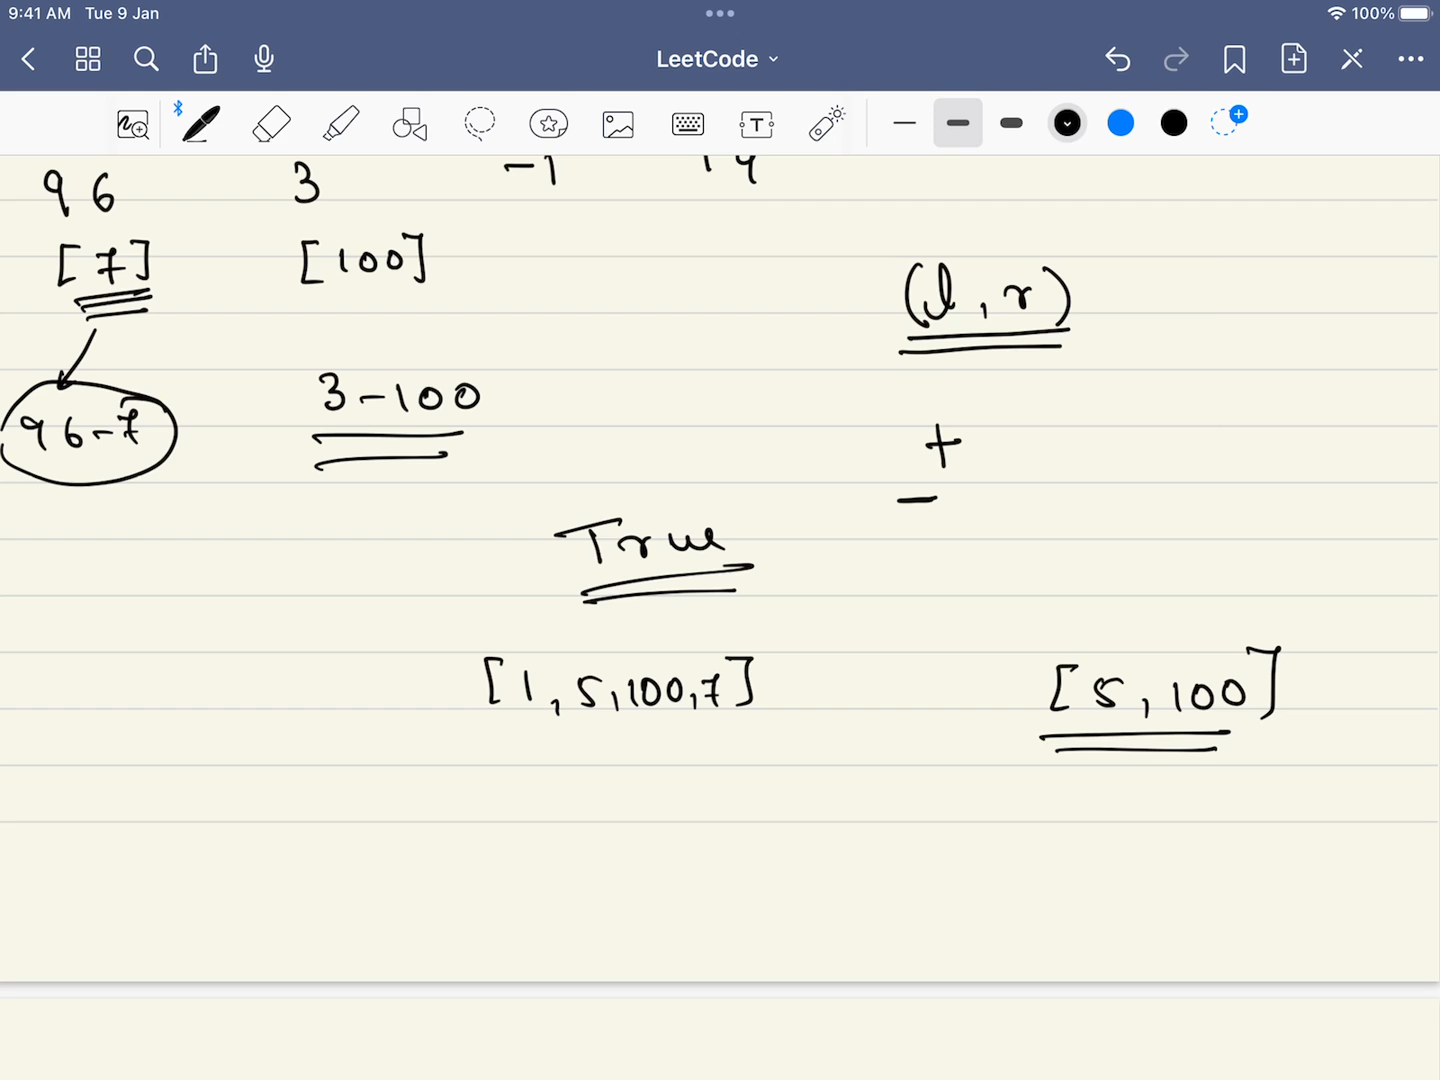 9:41 AM Tue 9 Jan 100%
LeetCode
T
96 3 -1
[7] [100]
(l, r)
3-100
96-7
+
-
True
[1, 5, 100, 7] [5, 100]